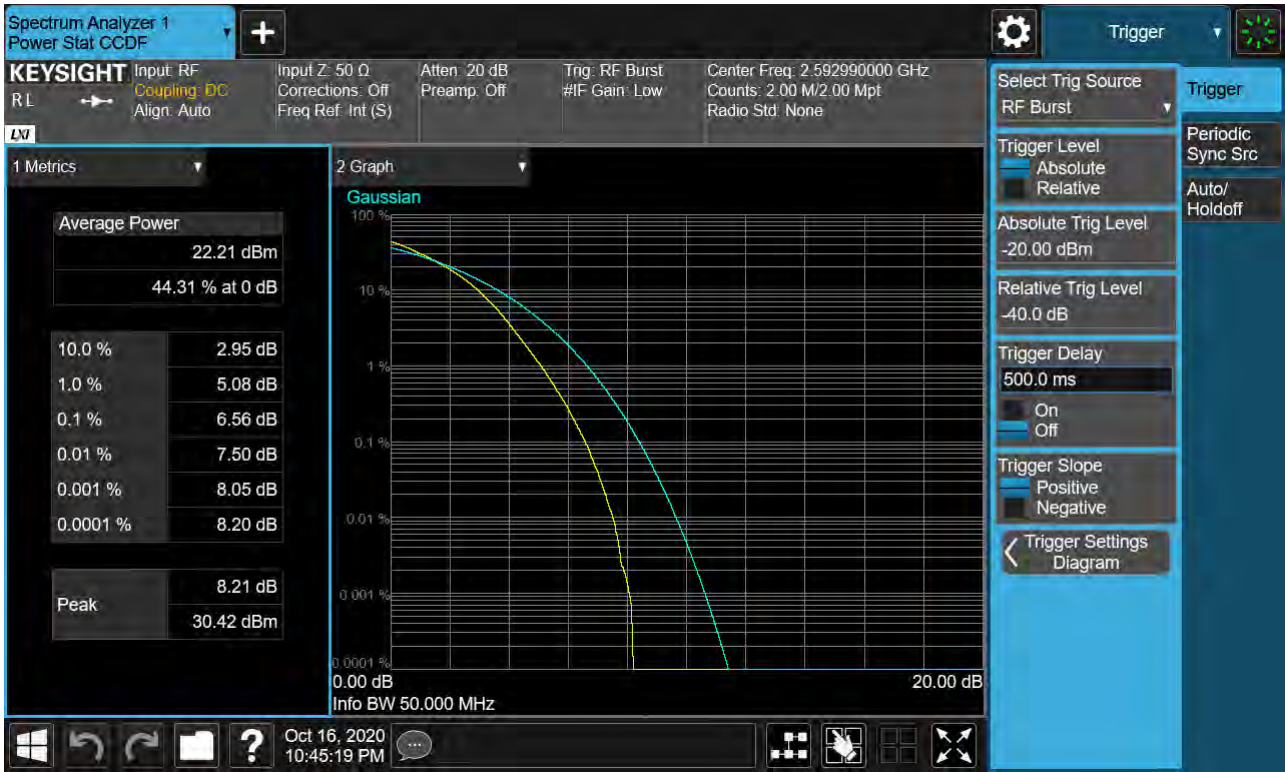 Spectrum Analyzer 1
Power Stat CCDF
+
Trigger
KEYSIGHT
RL
LXI
Input: RF
Coupling: DC
Align: Auto
Input Z: 50 Ω
Corrections: Off
Freq Ref: Int (S)
Atten: 20 dB
Preamp: Off
Trig: RF Burst
#IF Gain: Low
Center Freq: 2.592990000 GHz
Counts: 2.00 M/2.00 Mpt
Radio Std: None
1 Metrics
Average Power
22.21 dBm
44.31 % at 0 dB
10.0 % 2.95 dB
1.0 % 5.08 dB
0.1 % 6.56 dB
0.01 % 7.50 dB
0.001 % 8.05 dB
0.0001 % 8.20 dB
Peak
8.21 dB
30.42 dBm
2 Graph
Gaussian
100 %
10 %
1 %
0.1 %
0.01 %
0.001 %
0.0001 %
0.00 dB 20.00 dB
Info BW 50.000 MHz
Select Trig Source
RF Burst
Trigger Level
Absolute
Relative
Absolute Trig Level
-20.00 dBm
Relative Trig Level
-40.0 dB
Trigger Delay
500.0 ms
On
Off
Trigger Slope
Positive
Negative
Trigger Settings
Diagram
Trigger
Periodic
Sync Src
Auto/
Holdoff
?
Oct 16, 2020
10:45:19 PM